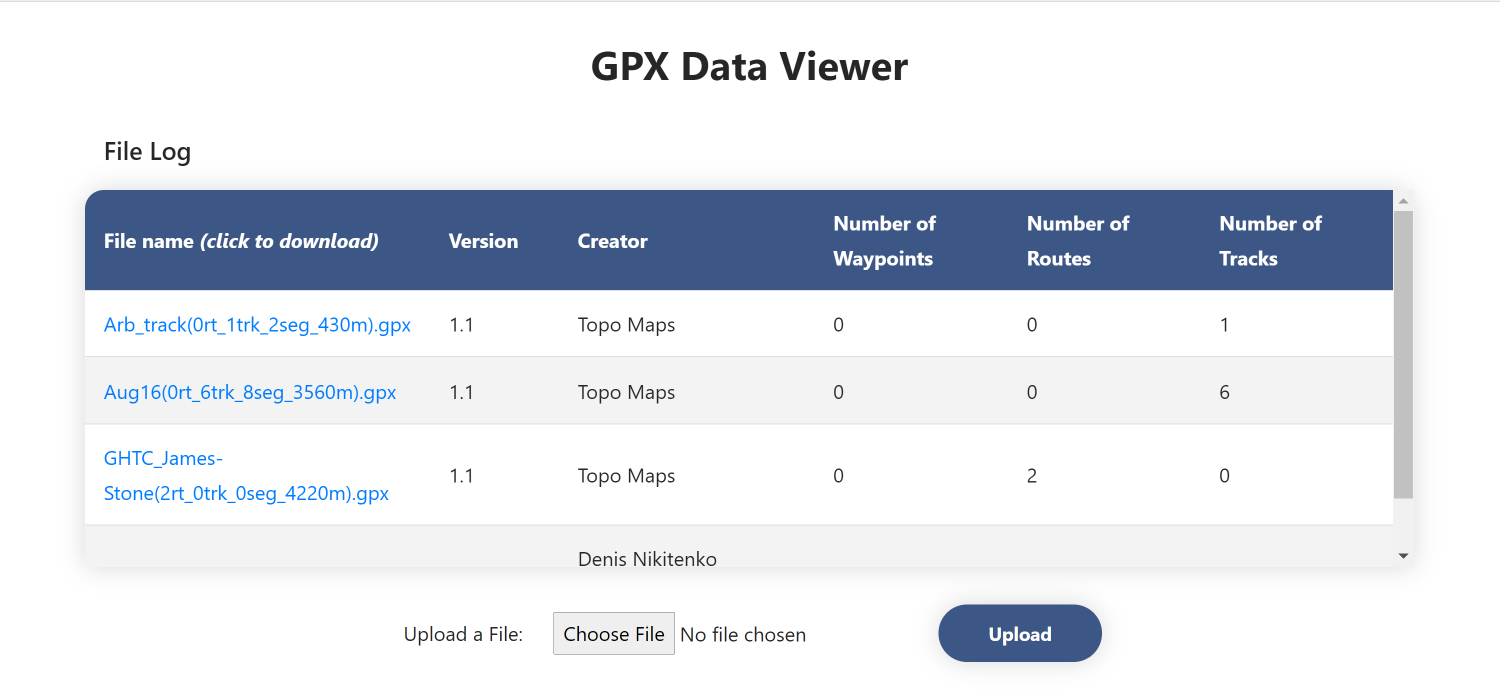 GPX Data Viewer
File Log
File name (click to download) Version Creator Number of Waypoints Number of Routes Number of Tracks
Arb_track(0rt_1trk_2seg_430m).gpx 1.1 Topo Maps 0 0 1
Aug16(0rt_6trk_8seg_3560m).gpx 1.1 Topo Maps 0 0 6
GHTC_James-
Stone(2rt_0trk_0seg_4220m).gpx 1.1 Topo Maps 0 2 0
Denis Nikitenko
Upload a File: Choose File No file chosen Upload